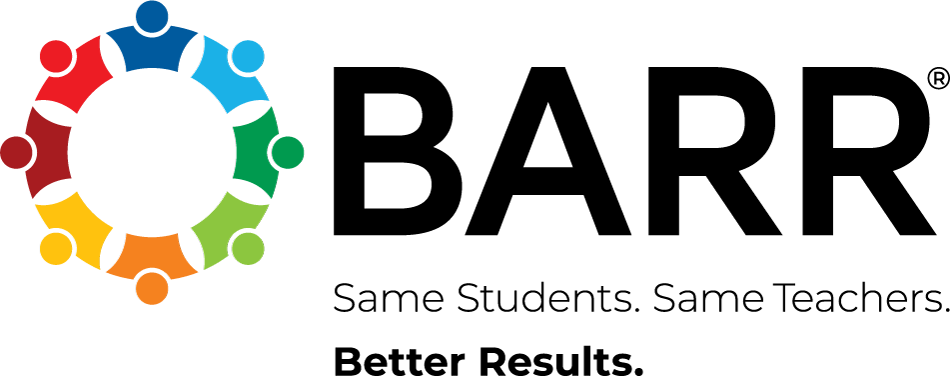 BARR®
Same Students. Same Teachers.
Better Results.